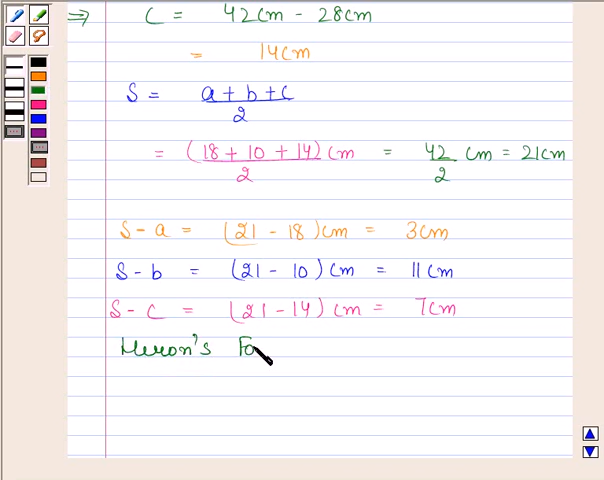 ⇒ C = 42cm - 28cm
= 14cm
S = a + b + c / 2
= (18 + 10 + 14) cm / 2 = 42 / 2 cm = 21cm
S - a = (21 - 18)cm = 3cm
S - b = (21 - 10)cm = 11cm
S - c = (21 - 14)cm = 7cm
Heron's Fo